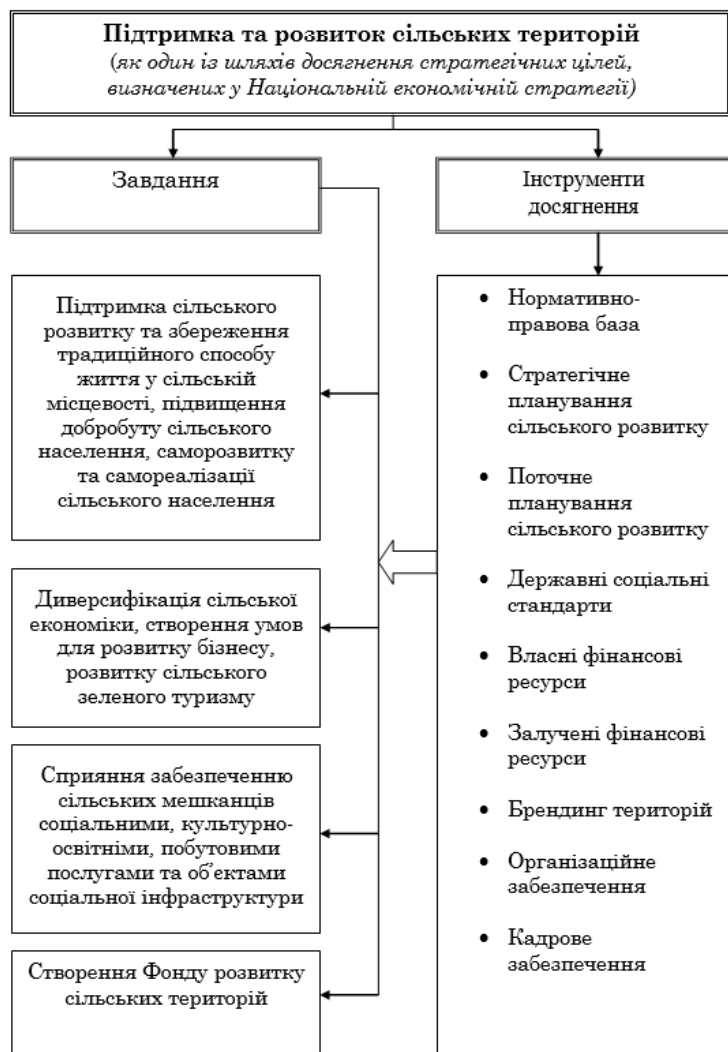 Підтримка та розвиток сільських територій
(як один із шляхів досягнення стратегічних цілей,
визначених у Національній економічній стратегії)
Завдання
Інструменти
досягнення
Підтримка сільського
розвитку та збереження
традиційного способу
життя у сільській
місцевості, підвищення
добробуту сільського
населення, саморозвитку
та самореалізації
сільського населення
Диверсифікація сільської
економіки, створення умов
для розвитку бізнесу,
розвитку сільського
зеленого туризму
Сприяння забезпеченню
сільських мешканців
соціальними, культурно-
освітніми, побутовими
послугами та об'єктами
соціальної інфраструктури
Створення Фонду розвитку
сільських територій
• Нормативно-
правова база
• Стратегічне
планування
сільського розвитку
• Поточне
планування
сільського розвитку
• Державні соціальні
стандарти
• Власні фінансові
ресурси
• Залучені фінансові
ресурси
• Брендинг територій
• Організаційне
забезпечення
• Кадрове
забезпечення